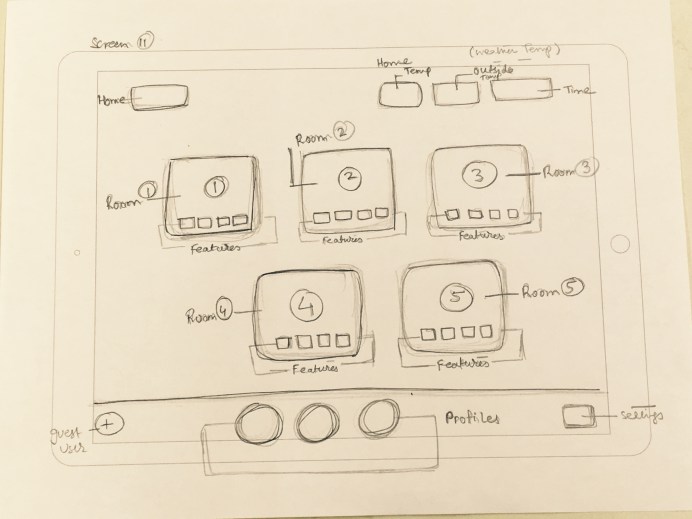 Screen 11
(Weather Temp)
Home
Temp
Outside
Temp
Home
Time
Room 2
Room 1
1
2
3
Room 3
Features
Features
Features
Room 4
4
5
Room 5
Features
Features
+
Guest
User
Profiles
Settings